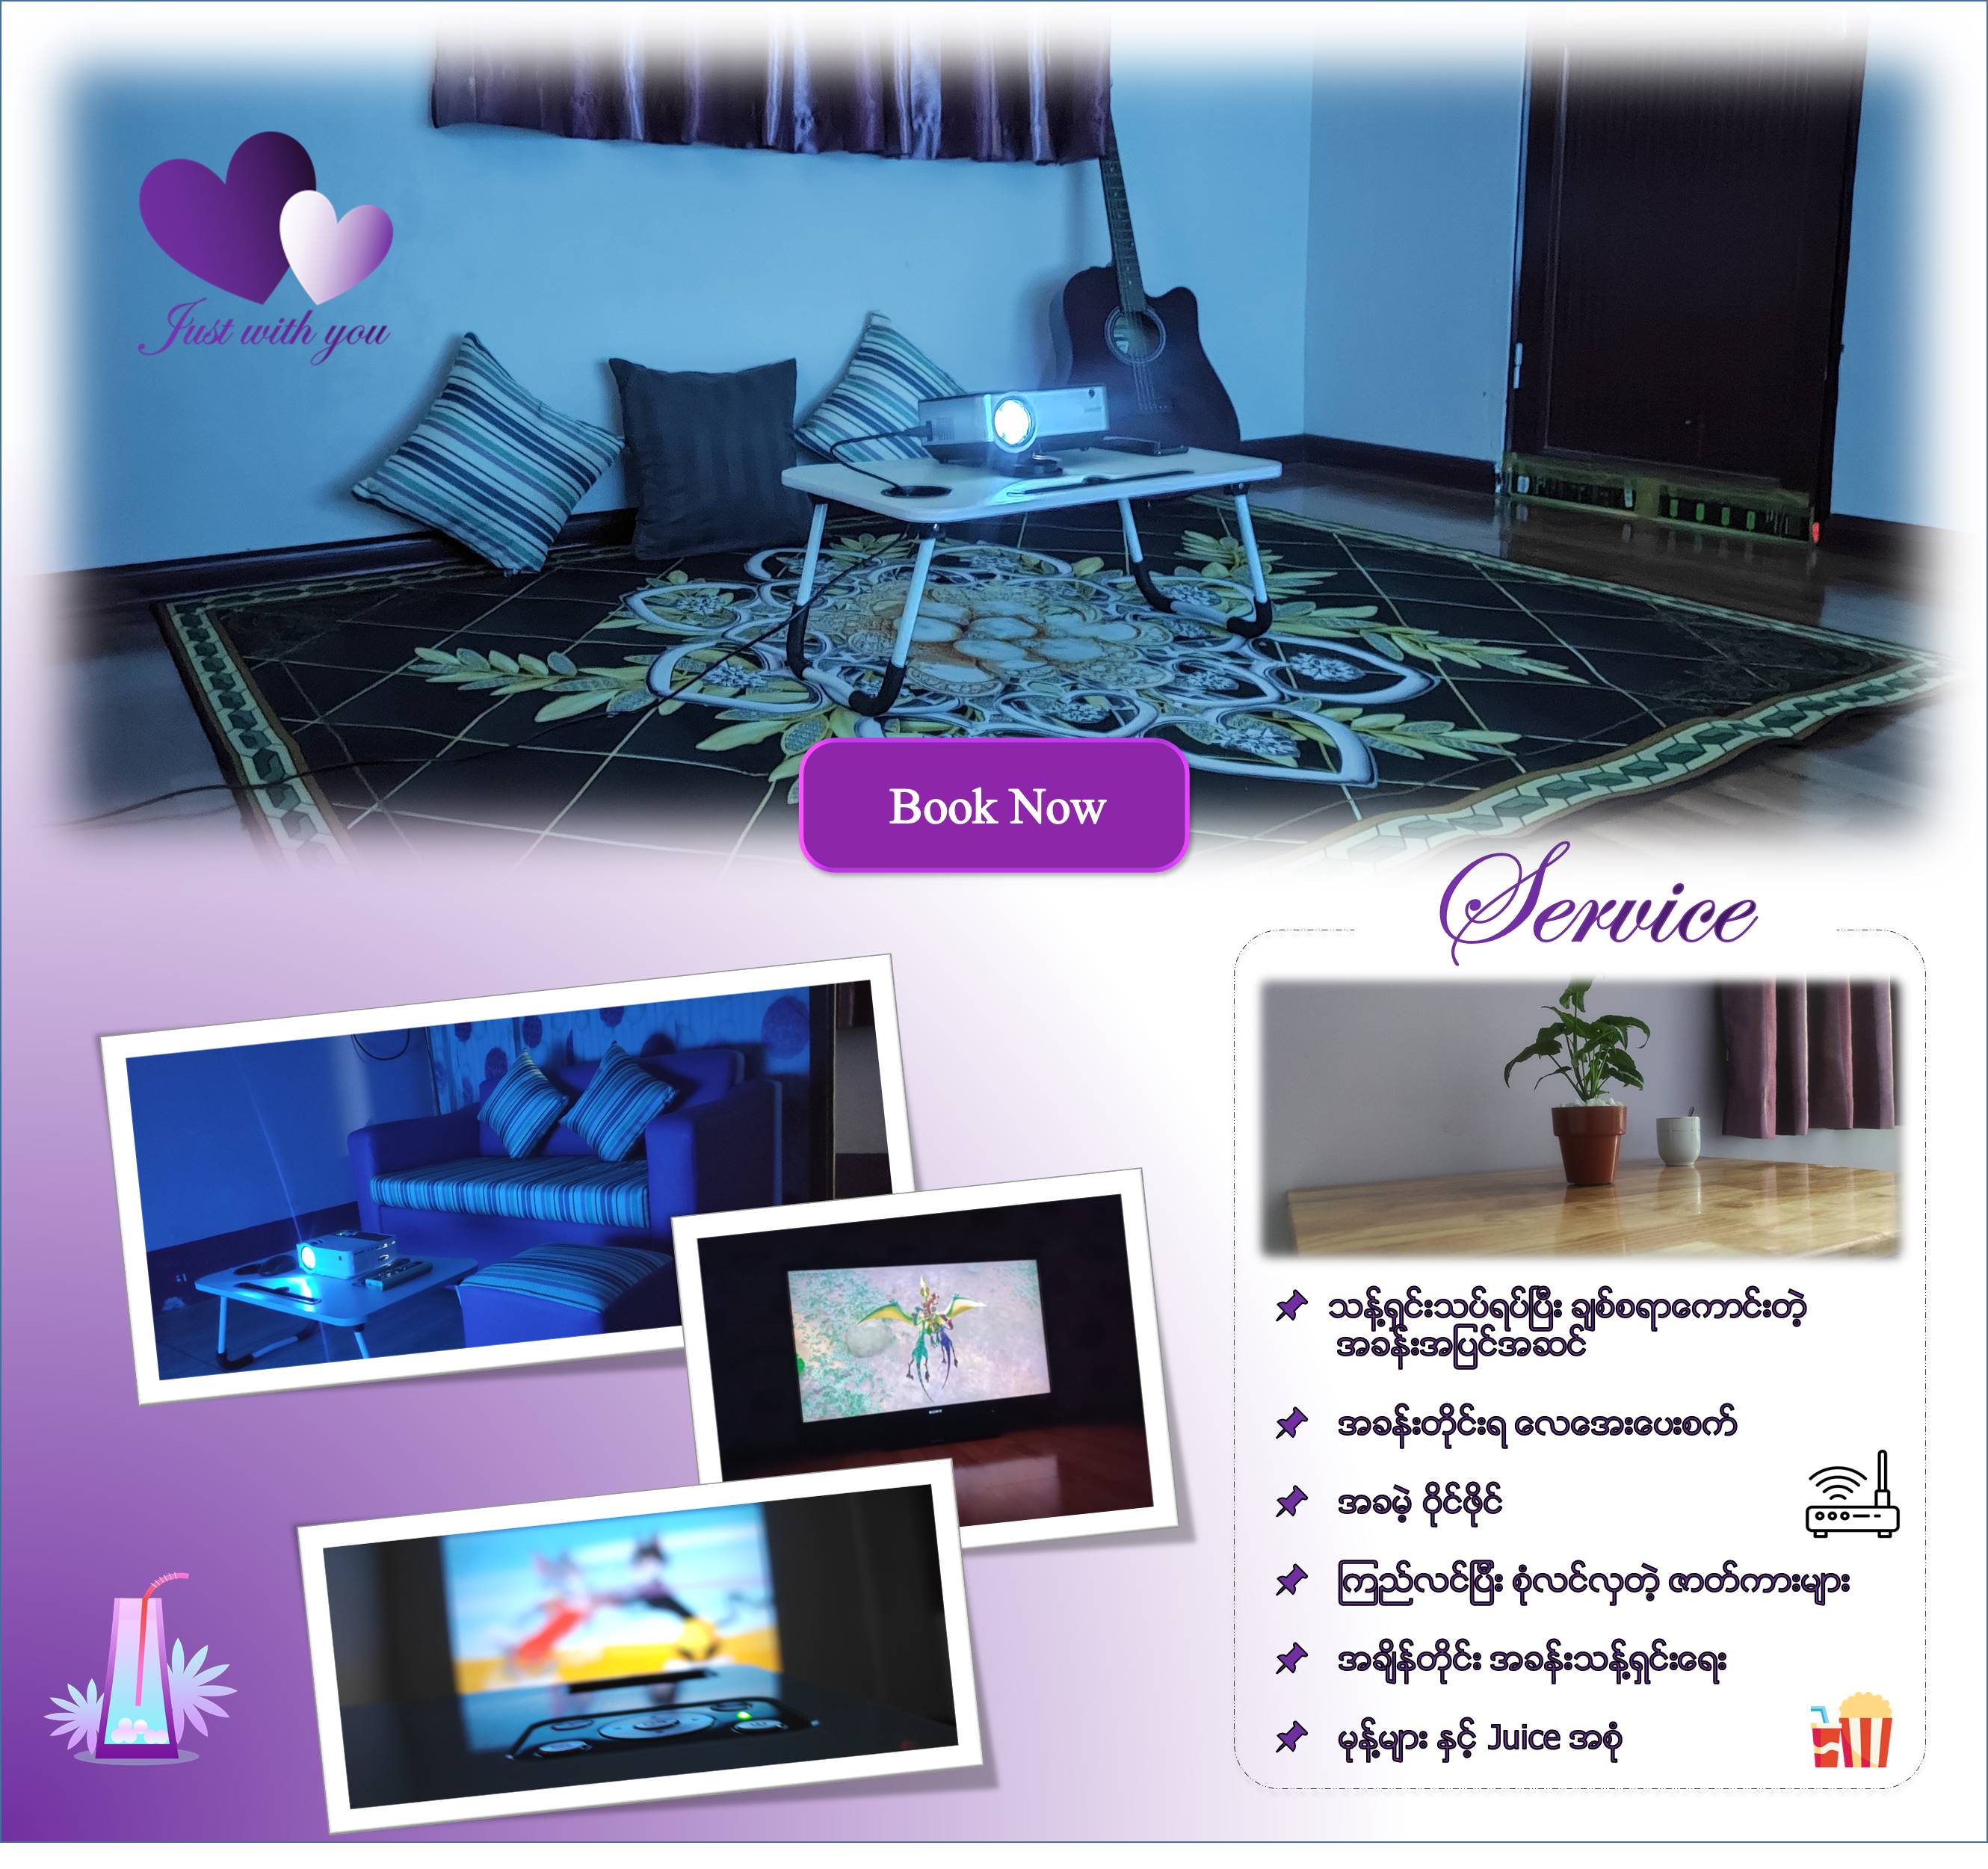 Just with you
Book Now
Service
သန့်ရှင်းသပ်ရပ်ပြီး ချစ်စရာကောင်းတဲ့
အခန်းအပြင်အဆင်
အခန်းတိုင်းရ လေအေးပေးစက်
အခမဲ့ ဝိုင်ဖိုင်
ကြည်လင်ပြီး စုံလင်လှတဲ့ ဇာတ်ကားများ
အချိန်တိုင်း အခန်းသန့်ရှင်းရေး
မုန့်များ နှင့် Juice အစုံ
SONY